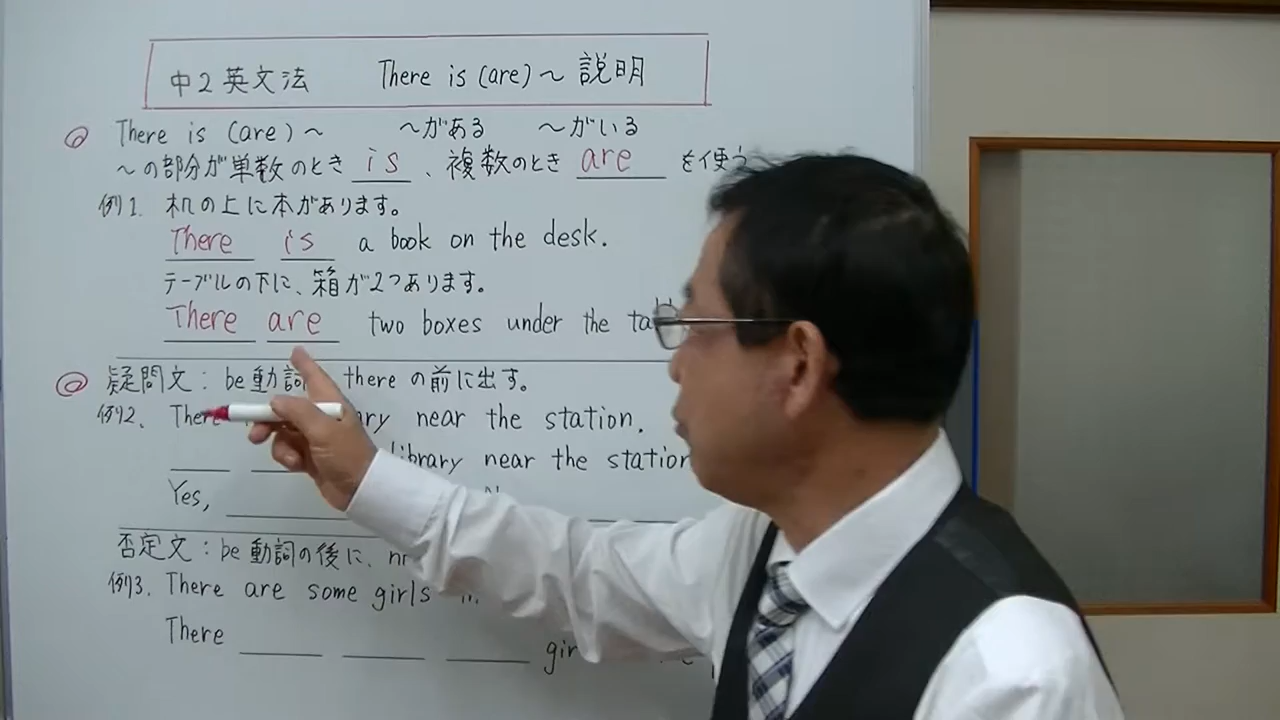 中2英文法 There is (are)～ 説明
◎ There is (are)～ ～がある ～がいる
～の部分が単数のとき is 、複数のとき are を使う
例1. 机の上に本があります。
There is a book on the desk.
テーブルの下に、箱が2つあります。
There are two boxes under the
◎ 疑問文：be動詞 there の前に出す。
例2. There near the station.
library near the station
Yes,
否定文：be動詞の後に、
例3. There are some girls
There